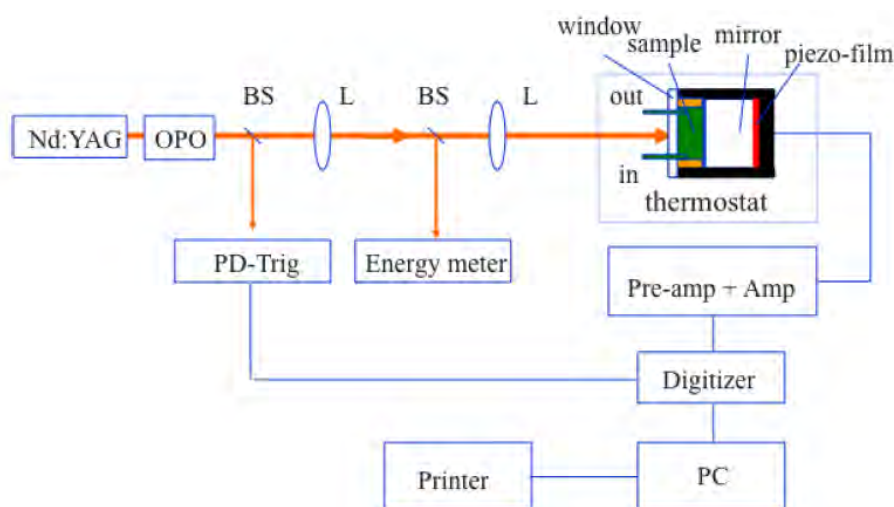 window
sample
mirror
piezo-film
BS
L
BS
L
out
Nd:YAG
OPO
in
thermostat
PD-Trig
Energy meter
Pre-amp + Amp
Digitizer
Printer
PC